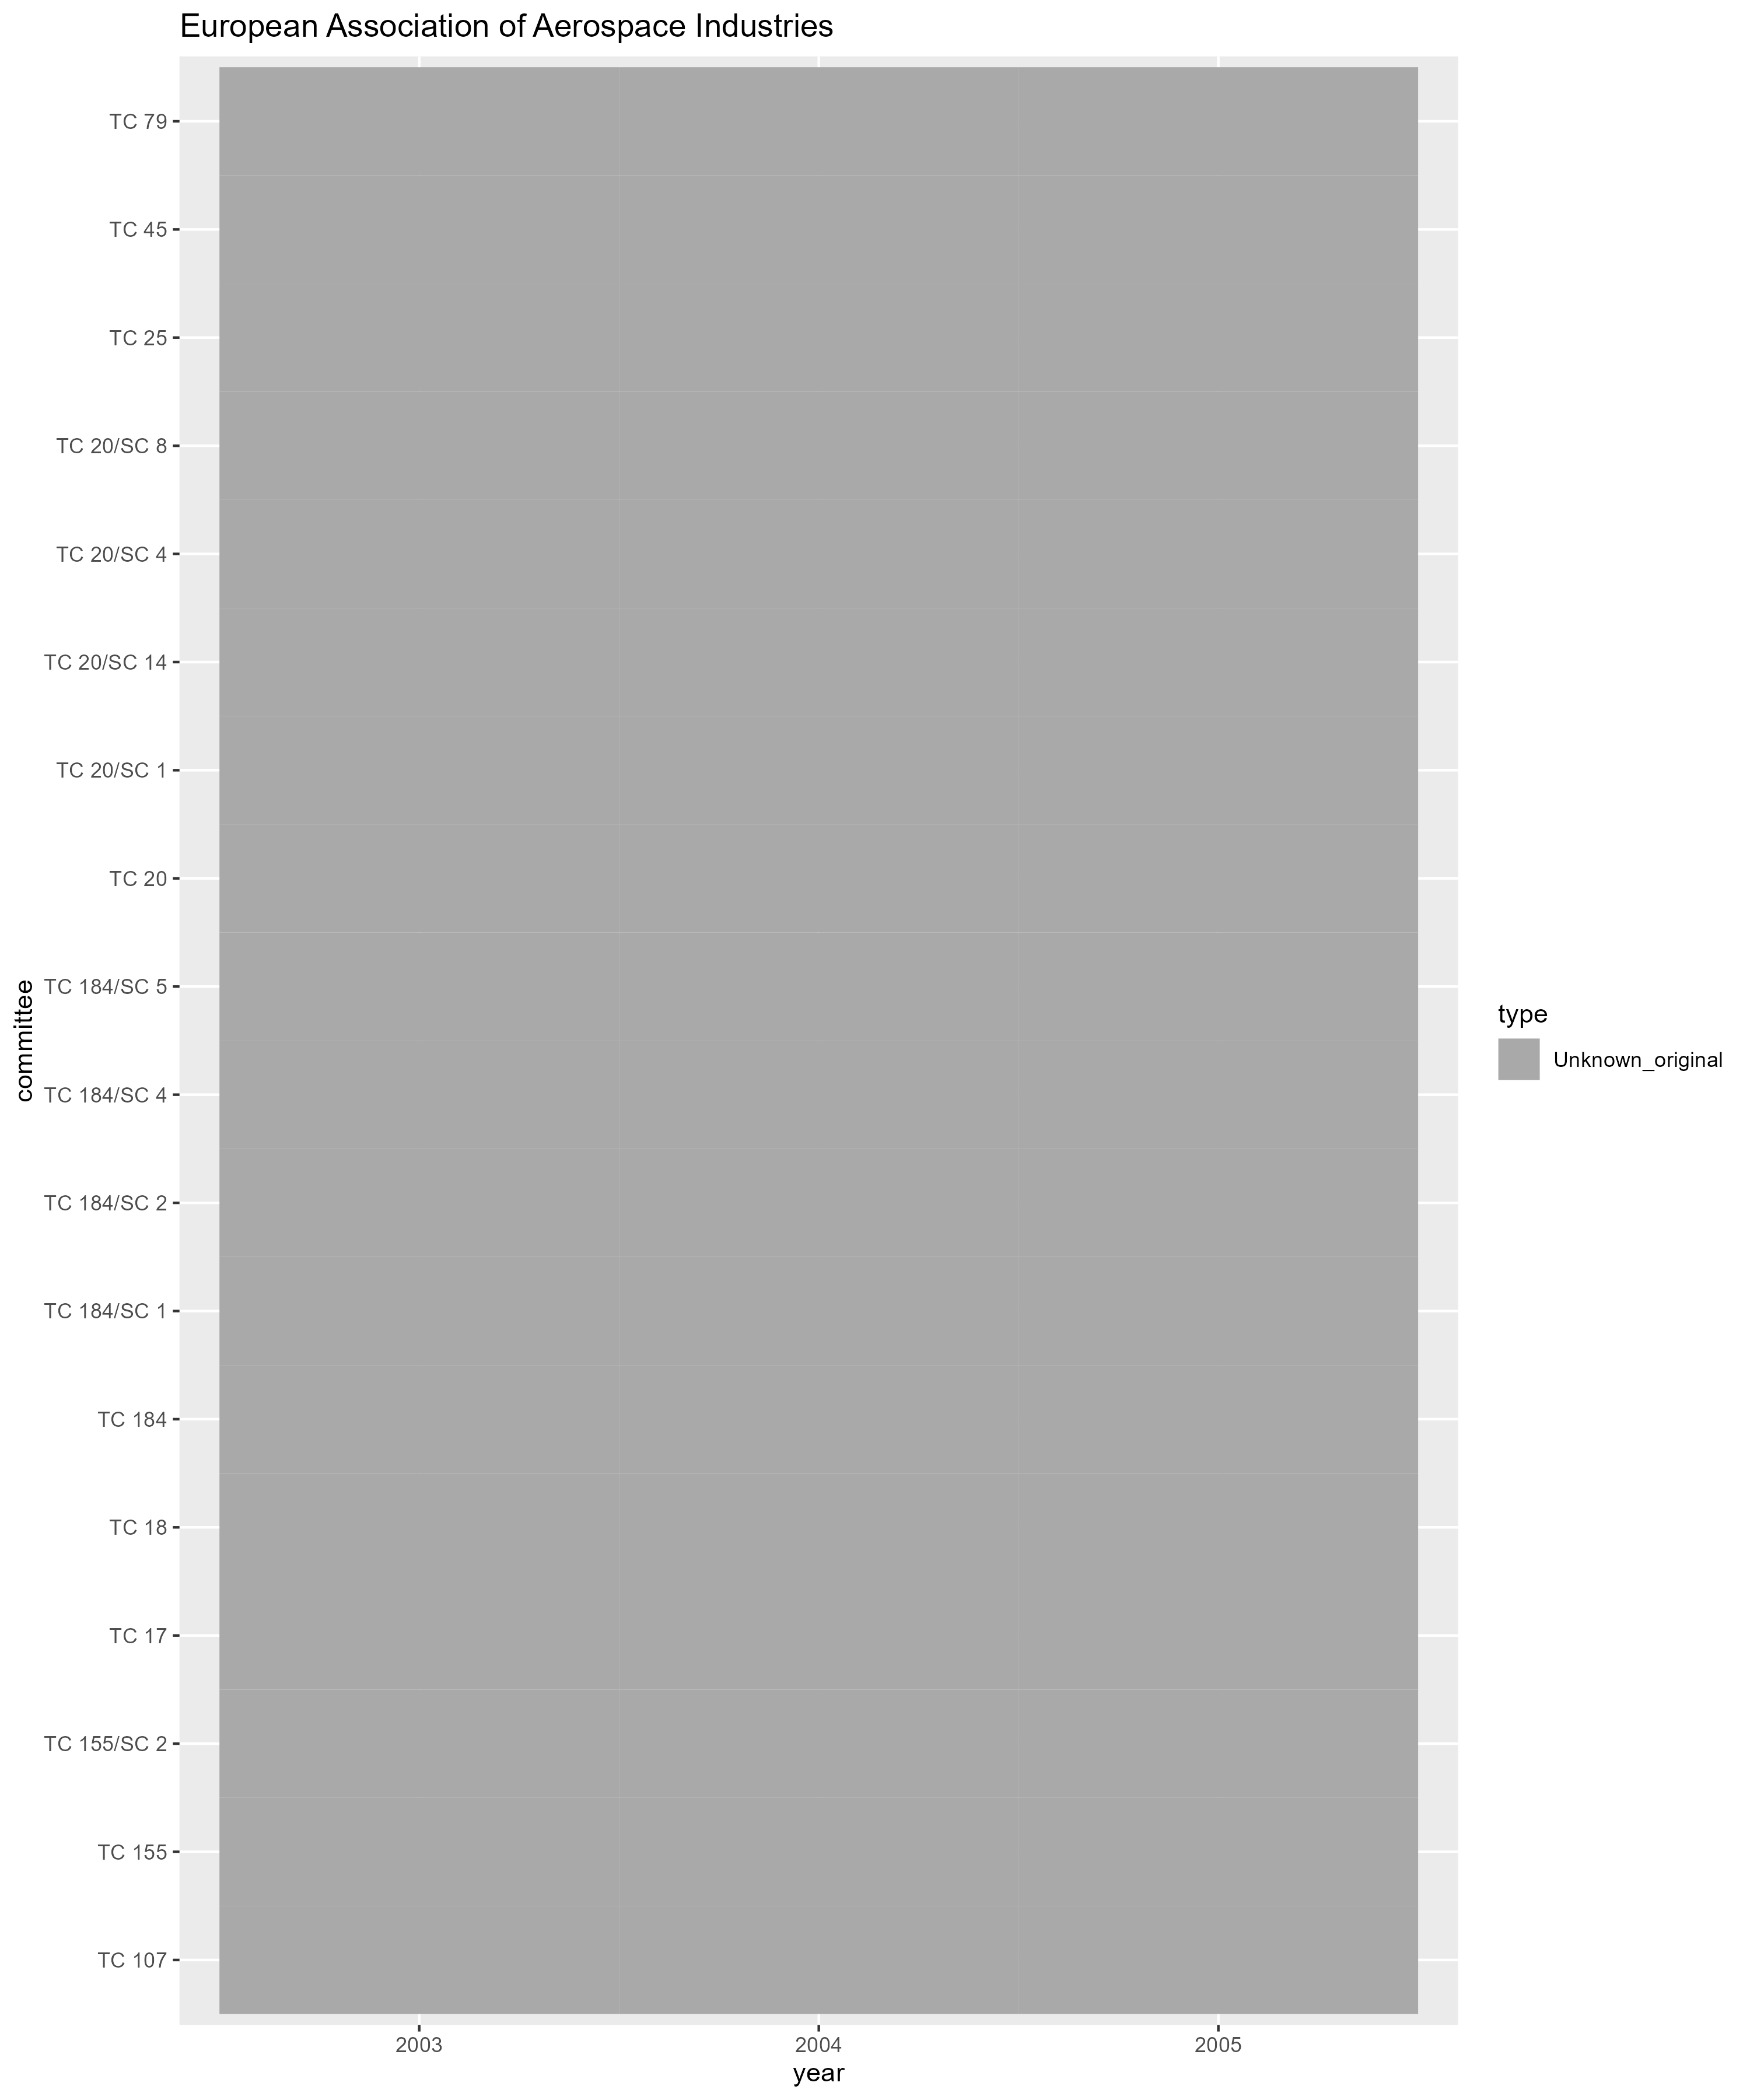 European Association of Aerospace Industries
committee
TC 79
TC 45
TC 25
TC 20/SC 8
TC 20/SC 4
TC 20/SC 14
TC 20/SC 1
TC 20
TC 184/SC 5
TC 184/SC 4
TC 184/SC 2
TC 184/SC 1
TC 184
TC 18
TC 17
TC 155/SC 2
TC 155
TC 107
2003
2004
2005
year
type
Unknown_original